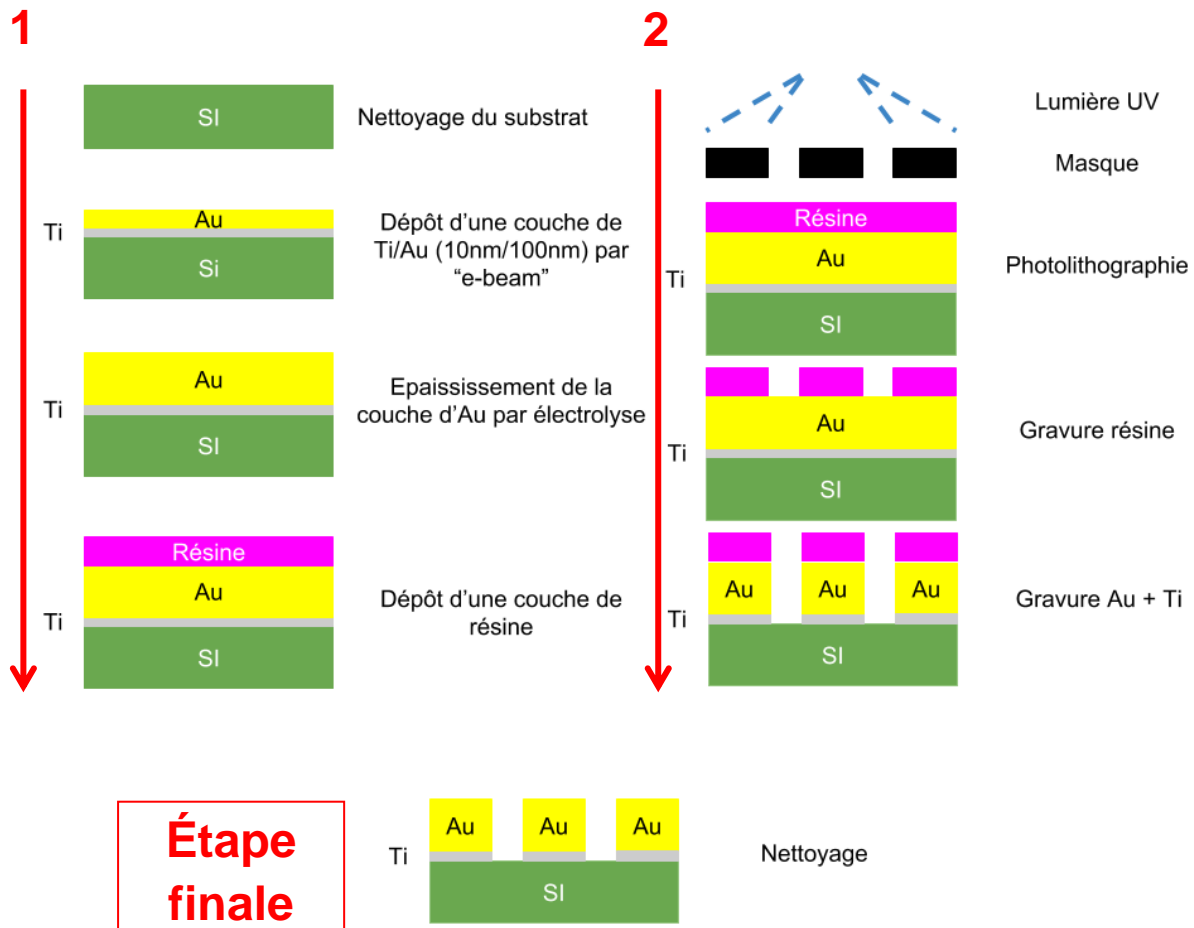 1
SI
Nettoyage du substrat
Au
Ti
Si
Dépôt d’une couche de
Ti/Au (10nm/100nm) par
“e-beam”
Au
Ti
SI
Epaississement de la
couche d’Au par électrolyse
Résine
Au
Ti
SI
Dépôt d’une couche de
résine
2
Lumière UV
Masque
Résine
Au
Ti
SI
Photolithographie
Au
Ti
SI
Gravure résine
Au Au Au
Ti
SI
Gravure Au + Ti
Étape
finale
Au Au Au
Ti
SI
Nettoyage